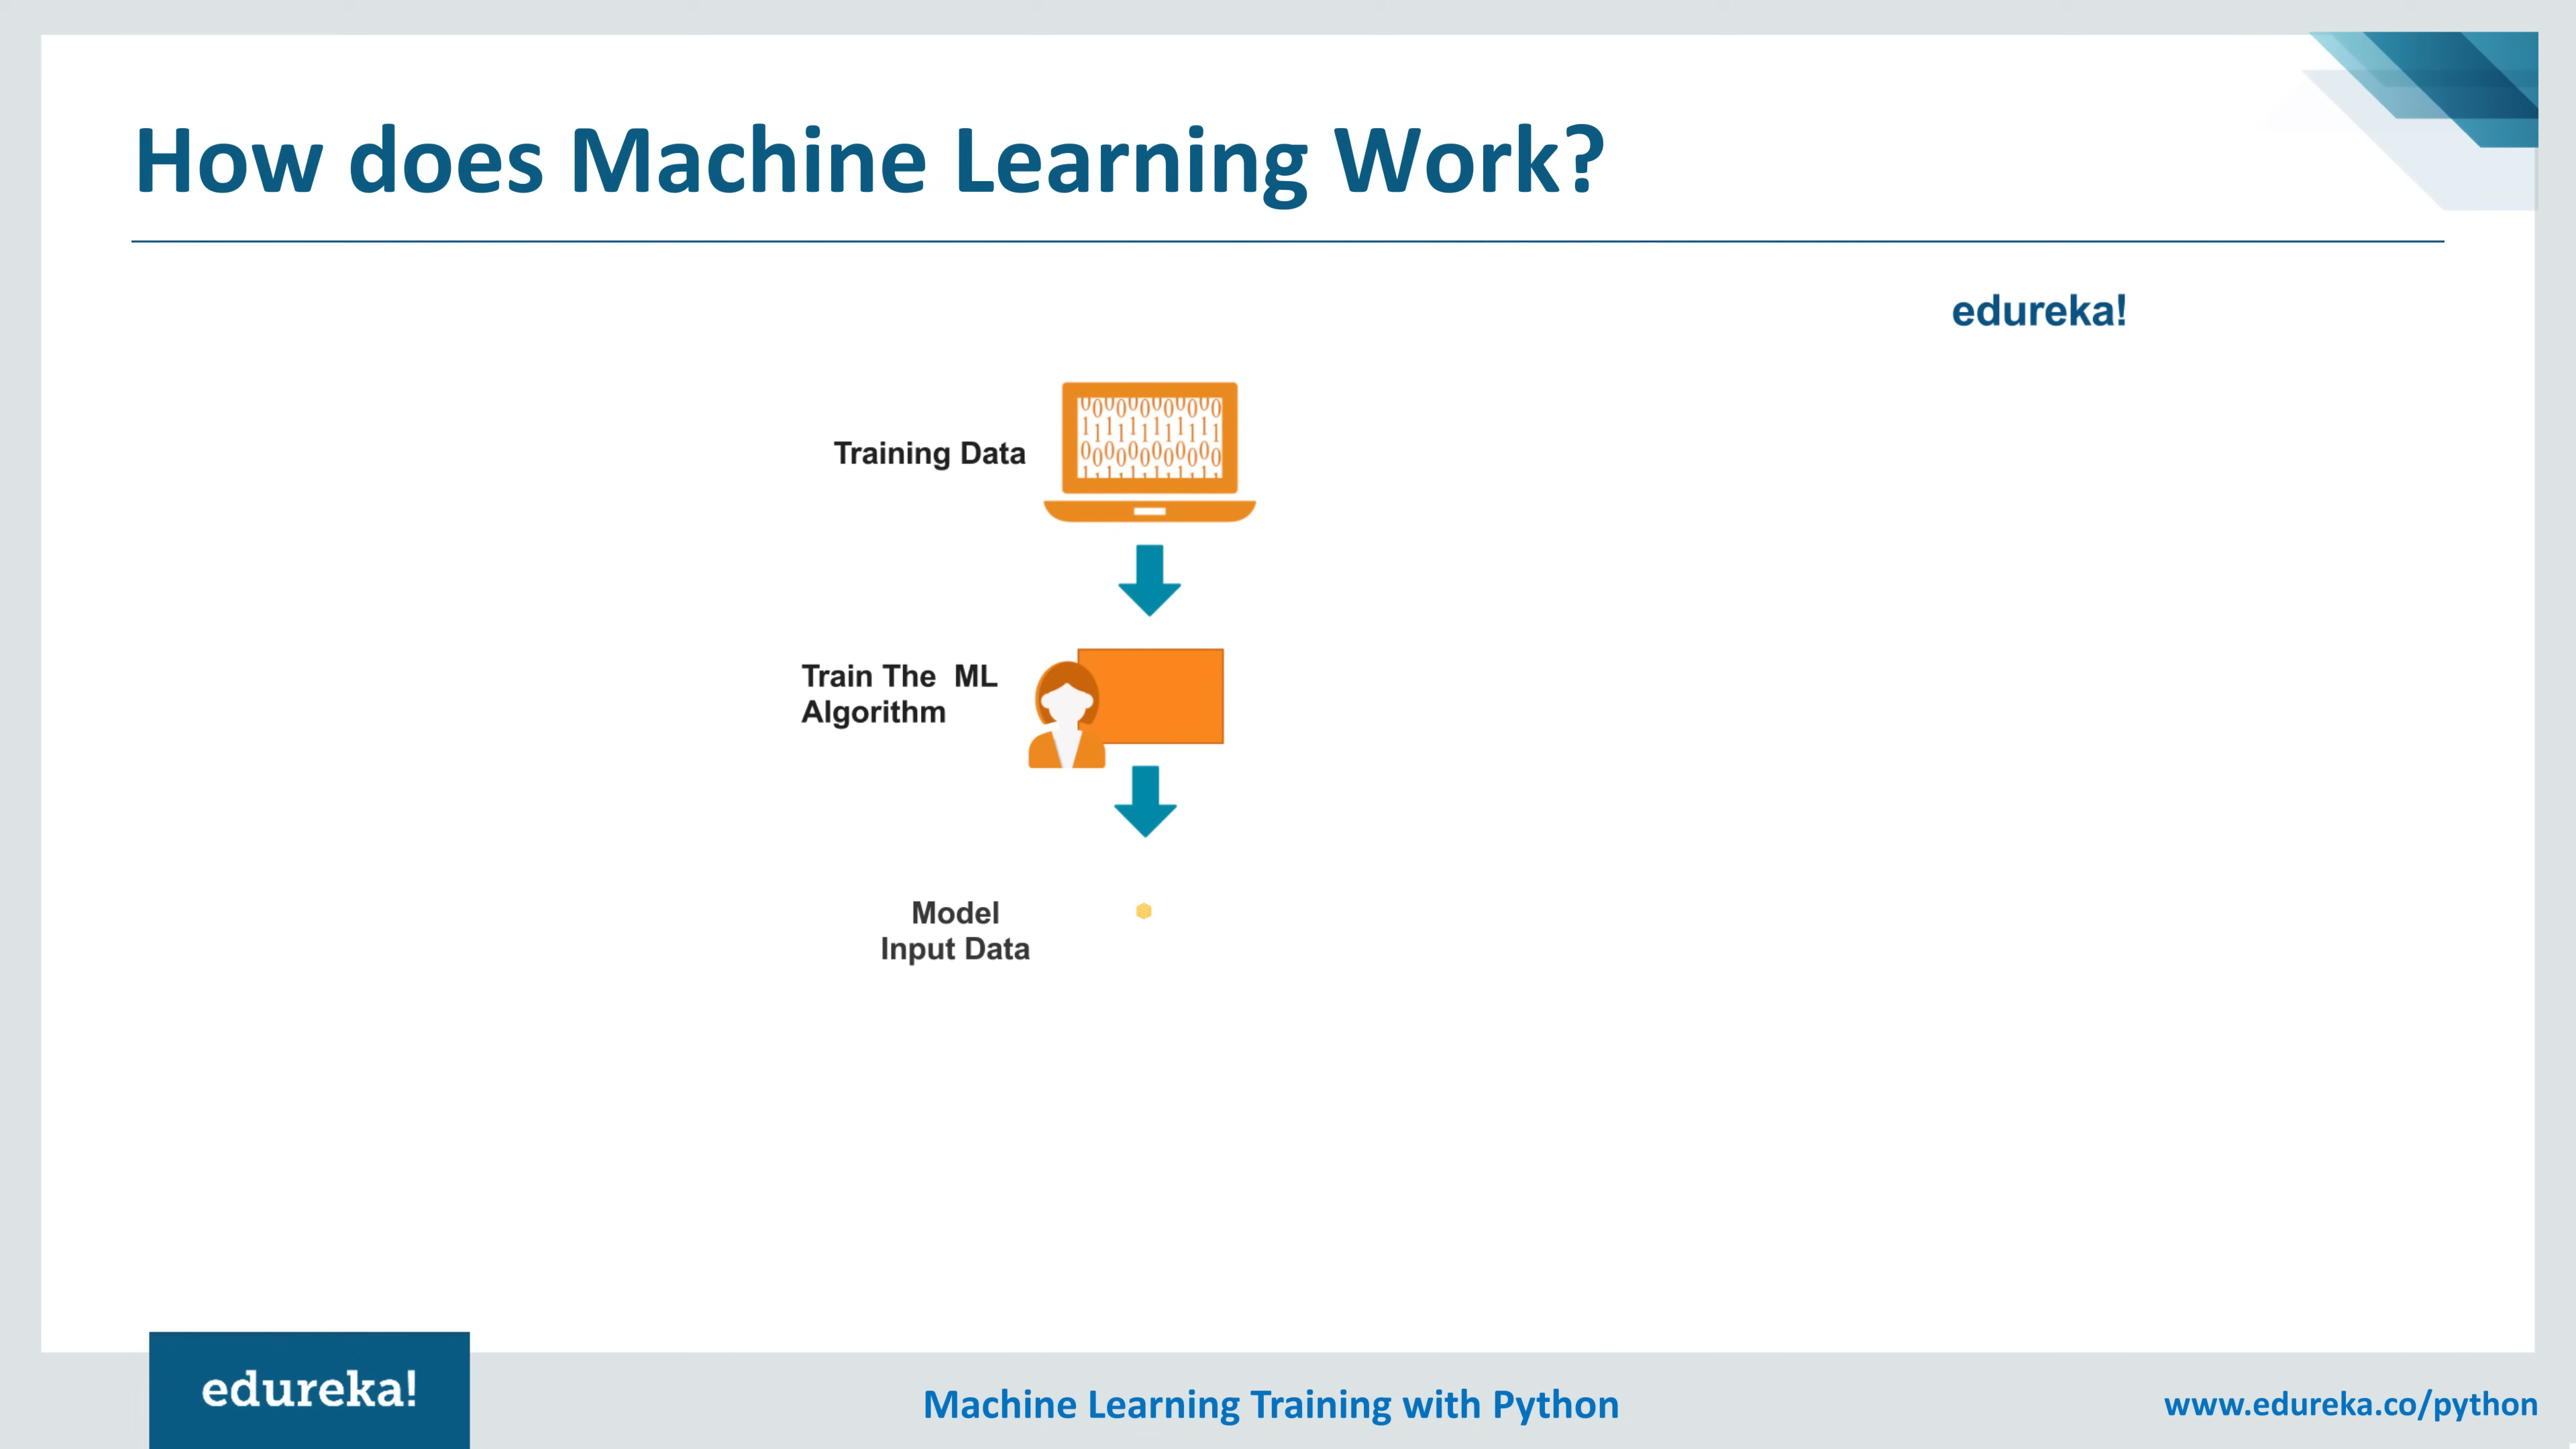 How does Machine Learning Work?
edureka!
Training Data
Train The  ML
Algorithm
Model
Input Data
edureka!
Machine Learning Training with Python
www.edureka.co/python